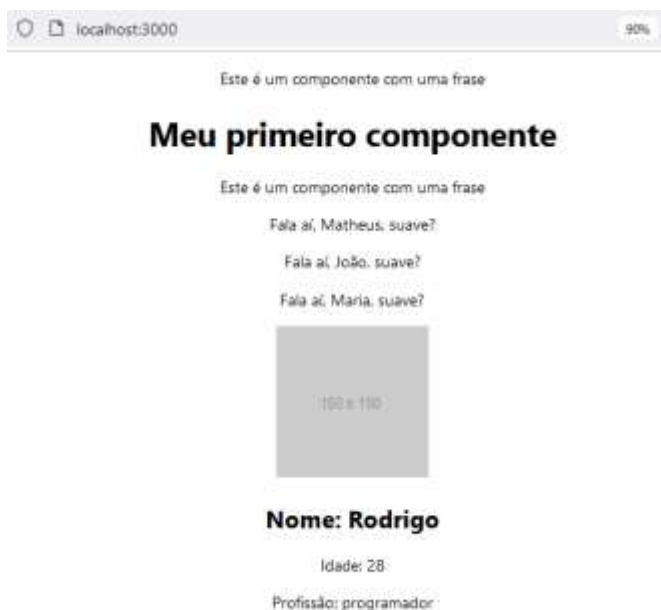 localhost:3000
90%
Este é um componente com uma frase
Meu primeiro componente
Este é um componente com uma frase
Fala aí, Matheus, suave?
Fala aí, João, suave?
Fala aí, Maria, suave?
150 x 150
Nome: Rodrigo
Idade: 28
Profissão: programador